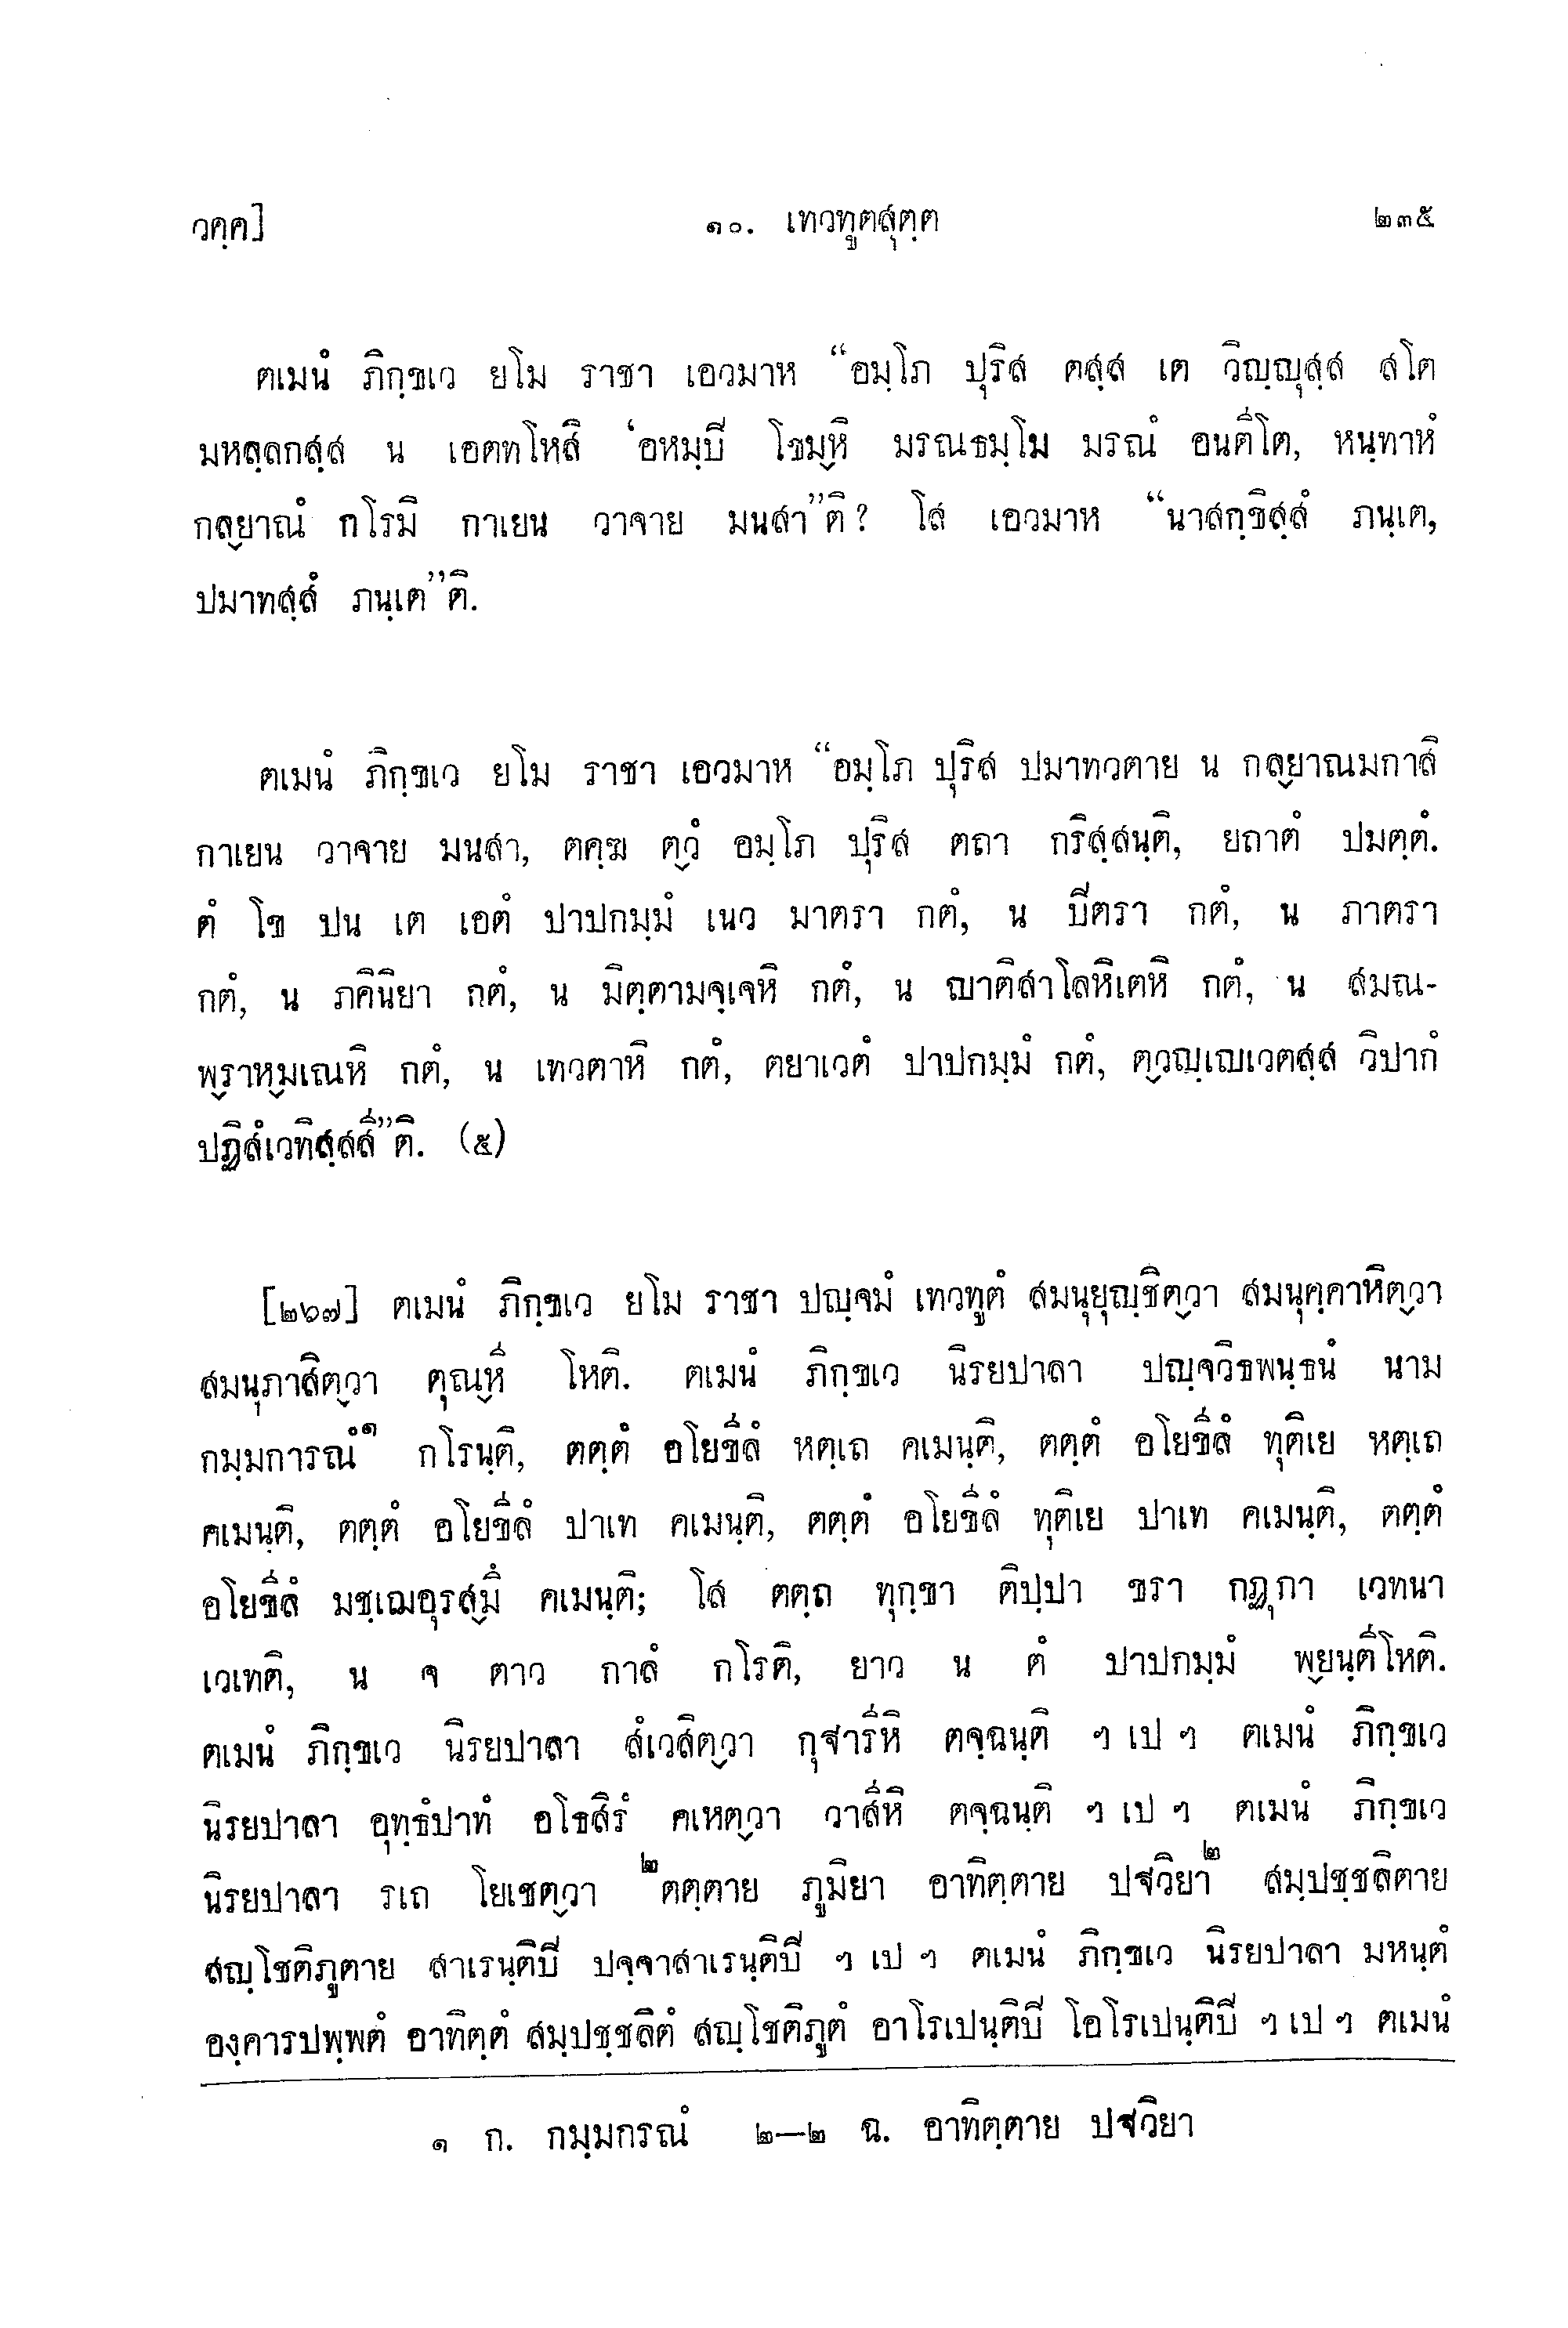 วคฺค]
๑๐. เทวทูตสุตฺต
๒๓๕
ตเมนํ ภิกฺขเว ยโม ราชา เอวมาห “อมฺโภ ปุริส ตสฺส เต วิญฺญุสฺส สโต
มหลฺลกสฺส น เอตทโหสิ ‘อหมฺปิ โขมฺหิ มรณธมฺโม มรณํ อนตีโต, หนฺทาหํ
กลฺยาณํ กโรมิ กาเยน วาจาย มนสา”ติ? โส เอวมาห “นาสกฺขิสฺสํ ภนฺเต,
ปมาทสฺสํ ภนฺเต”ติ.
ตเมนํ ภิกฺขเว ยโม ราชา เอวมาห “อมฺโภ ปุริส ปมาทวตาย น กลฺยาณมกาสิ
กาเยน วาจาย มนสา, ตคฺฆ ตฺวํ อมฺโภ ปุริส ตถา กริสฺสนฺติ, ยถาตํ ปมตฺตํ.
ตํ โข ปน เต เอตํ ปาปกมฺมํ เนว มาตรา กตํ, น ปิตรา กตํ, น ภาตรา
กตํ, น ภคินิยา กตํ, น มิตฺตามจฺเจหิ กตํ, น ญาติสาโลหิเตหิ กตํ, น สมณ-
พฺราหฺมเณหิ กตํ, น เทวตาหิ กตํ, ตยาเวตํ ปาปกมฺมํ กตํ, ตฺวญฺเญเวตสฺส วิปากํ
ปฏิสํเวทิสฺสสี”ติ. (๕)
[๒๖๗] ตเมนํ ภิกฺขเว ยโม ราชา ปญฺจมํ เทวทูตํ สมนุยุญฺชิตฺวา สมนุคฺคาหิตฺวา
สมนุภาสิตฺวา ตุณฺหี โหติ. ตเมนํ ภิกฺขเว นิรยปาลา ปญฺจวิธพนฺธนํ นาม
กมฺมการณํ๑ กโรนฺติ, ตตฺตํ อโยขีลํ หตฺเถ คเมนฺติ, ตตฺตํ อโยขีลํ ทุติเย หตฺเถ
คเมนฺติ, ตตฺตํ อโยขีลํ ปาเท คเมนฺติ, ตตฺตํ อโยขีลํ ทุติเย ปาเท คเมนฺติ, ตตฺตํ
อโยขีลํ มชฺเฌอุรสฺมึ คเมนฺติ; โส ตตฺถ ทุกฺขา ติปฺปา ขรา กฏุกา เวทนา
เวเทติ, น จ ตาว กาลํ กโรติ, ยาว น ตํ ปาปกมฺมํ พฺยนฺตีโหติ.
ตเมนํ ภิกฺขเว นิรยปาลา สํเวสิตฺวา กุฐารีหิ ตจฺฉนฺติ ฯ เป ฯ ตเมนํ ภิกฺขเว
นิรยปาลา อุทฺธํปาทํ อโธสิรํ คเหตฺวา วาสีหิ ตจฺฉนฺติ ฯ เป ฯ ตเมนํ ภิกฺขเว
นิรยปาลา รเถ โยเชตฺวา ๒ตตฺตาย ภูมิยา อาทิตฺตาย ปฐวิยา๒ สมฺปชฺชลิตาย
สญฺโชติภูตาย สาเรนฺติปิ ปจฺจาสาเรนฺติปิ ฯ เป ฯ ตเมนํ ภิกฺขเว นิรยปาลา มหนฺตํ
องฺคารปพฺพตํ อาทิตฺตํ สมฺปชฺชลิตํ สญฺโชติภูตํ อาโรเปนฺติปิ โอโรเปนฺติปิ ฯ เป ฯ ตเมนํ
๑ ก. กมฺมกรณํ ๒—๒ ฉ. อาทิตฺตาย ปฐวิยา